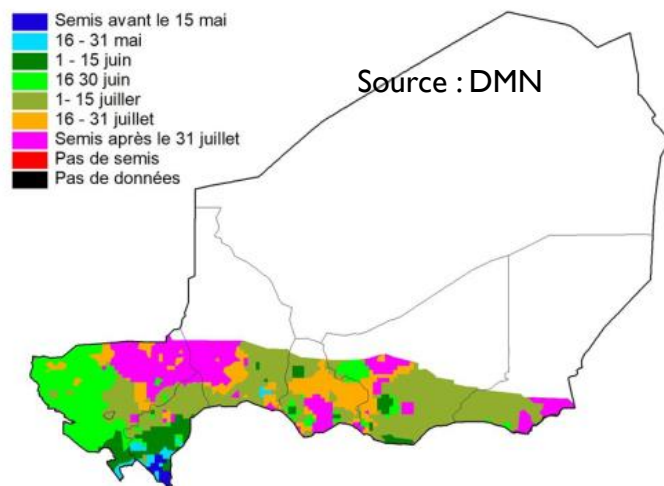 Semis avant le 15 mai
16 - 31 mai
1 - 15 juin
16 30 juin
1- 15 juiller
16 - 31 juillet
Semis après le 31 juillet
Pas de semis
Pas de données
Source : DMN